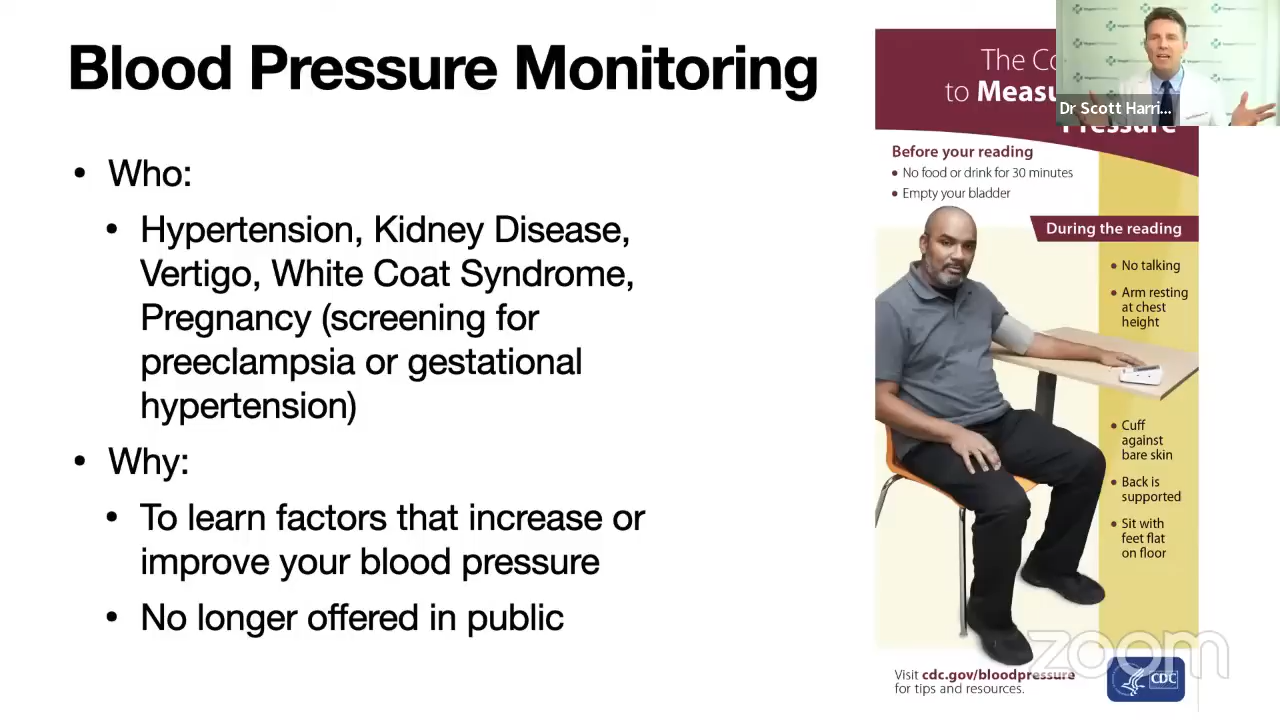 Blood Pressure Monitoring
• Who:
• Hypertension, Kidney Disease,
Vertigo, White Coat Syndrome,
Pregnancy (screening for
preeclampsia or gestational
hypertension)
• Why:
• To learn factors that increase or
improve your blood pressure
• No longer offered in public
The
to
Pressure
Before your reading
• No food or drink for 30 minutes
• Empty your bladder
During the reading
• No talking
• Arm resting
at chest
height
• Cuff
against
bare skin
• Back is
supported
• Sit with
feet flat
on floor
Visit cdc.gov/bloodpressure
for tips and resources.
CDC
zoom
Dr Scott Harri...